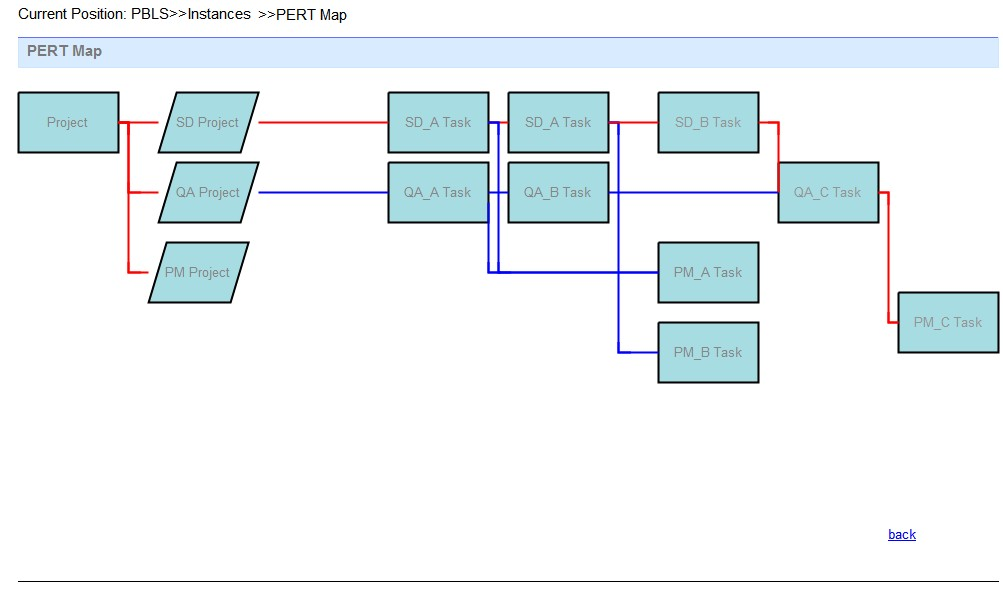 Current Position: PBLS>>Instances >>PERT Map
PERT Map
Project
SD Project
SD_A Task
SD_A Task
SD_B Task
QA Project
QA_A Task
QA_B Task
QA_C Task
PM Project
PM_A Task
PM_C Task
PM_B Task
back